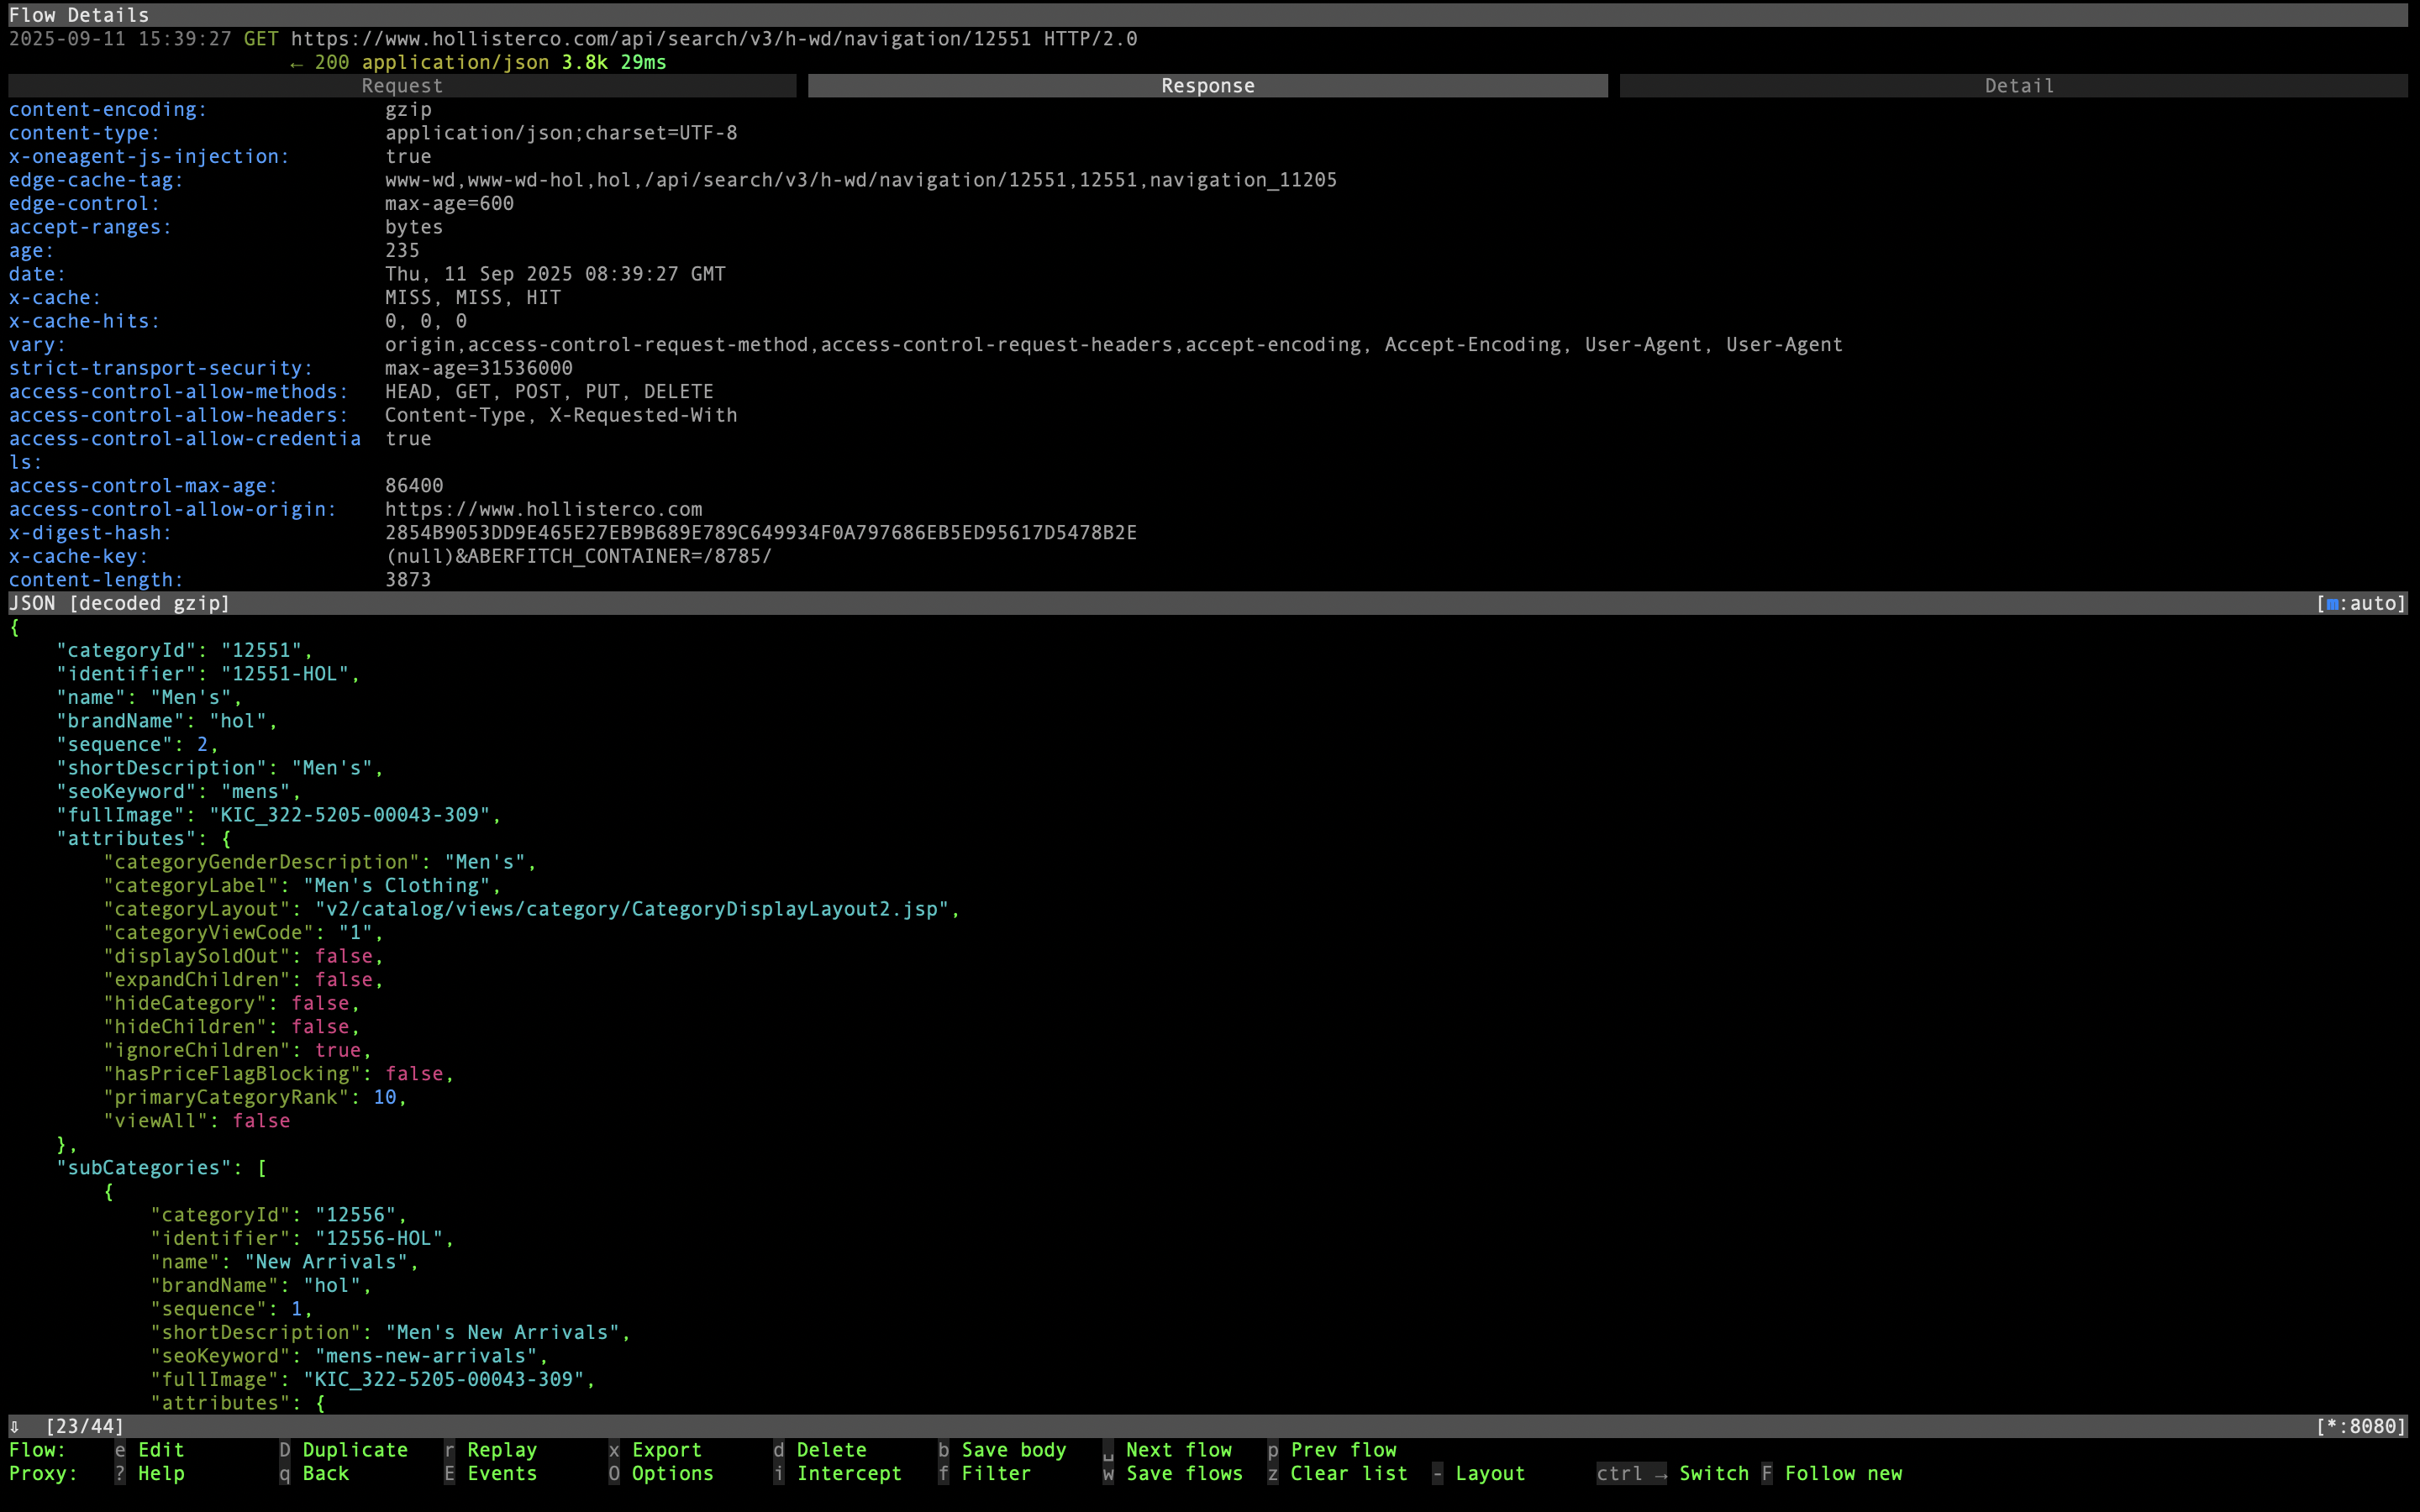 Flow Details
2025-09-11 15:39:27 GET https://www.hollisterco.com/api/search/v3/h-wd/navigation/12551 HTTP/2.0
← 200 application/json 3.8k 29ms
Request Response Detail
content-encoding: gzip
content-type: application/json;charset=UTF-8
x-oneagent-js-injection: true
edge-cache-tag: www-wd,www-wd-hol,hol,/api/search/v3/h-wd/navigation/12551,12551,navigation_11205
edge-control: max-age=600
accept-ranges: bytes
age: 235
date: Thu, 11 Sep 2025 08:39:27 GMT
x-cache: MISS, MISS, HIT
x-cache-hits: 0, 0, 0
vary: origin,access-control-request-method,access-control-request-headers,accept-encoding, Accept-Encoding, User-Agent, User-Agent
strict-transport-security: max-age=31536000
access-control-allow-methods: HEAD, GET, POST, PUT, DELETE
access-control-allow-headers: Content-Type, X-Requested-With
access-control-allow-credentia true
ls:
access-control-max-age: 86400
access-control-allow-origin: https://www.hollisterco.com
x-digest-hash: 2854B9053DD9E465E27EB9B689E789C649934F0A797686EB5ED95617D5478B2E
x-cache-key: (null)&ABERFITCH_CONTAINER=/8785/
content-length: 3873
JSON [decoded gzip] [m:auto]
{
    "categoryId": "12551",
    "identifier": "12551-HOL",
    "name": "Men's",
    "brandName": "hol",
    "sequence": 2,
    "shortDescription": "Men's",
    "seoKeyword": "mens",
    "fullImage": "KIC_322-5205-00043-309",
    "attributes": {
        "categoryGenderDescription": "Men's",
        "categoryLabel": "Men's Clothing",
        "categoryLayout": "v2/catalog/views/category/CategoryDisplayLayout2.jsp",
        "categoryViewCode": "1",
        "displaySoldOut": false,
        "expandChildren": false,
        "hideCategory": false,
        "hideChildren": false,
        "ignoreChildren": true,
        "hasPriceFlagBlocking": false,
        "primaryCategoryRank": 10,
        "viewAll": false
    },
    "subCategories": [
        {
            "categoryId": "12556",
            "identifier": "12556-HOL",
            "name": "New Arrivals",
            "brandName": "hol",
            "sequence": 1,
            "shortDescription": "Men's New Arrivals",
            "seoKeyword": "mens-new-arrivals",
            "fullImage": "KIC_322-5205-00043-309",
            "attributes": {
⇩ [23/44] [*:8080]
Flow: e Edit D Duplicate r Replay x Export d Delete b Save body ␣ Next flow p Prev flow
Proxy: ? Help q Back E Events O Options i Intercept f Filter w Save flows z Clear list - Layout ctrl → Switch F Follow new